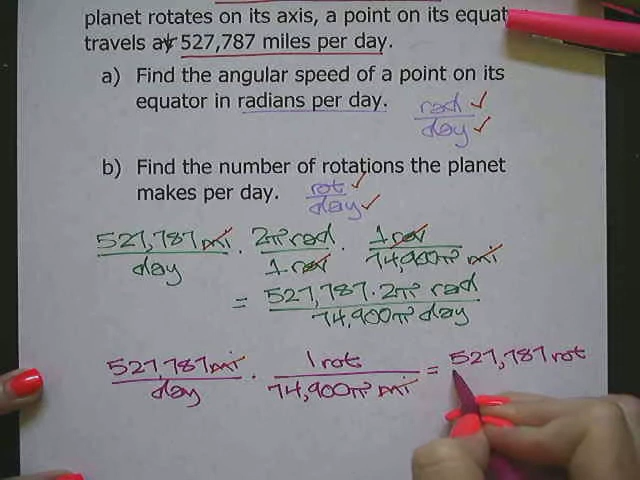 planet rotates on its axis, a point on its equat
travels at 527,787 miles per day.
a) Find the angular speed of a point on its
equator in radians per day. rad
day
b) Find the number of rotations the planet
makes per day. rot
day
527,787 mi / day · 2π rad / 1 rev · 1 rev / 74,900π mi
= 527,787 · 2π rad / 74,900π day
527,787 mi / day · 1 rot / 74,900π mi = 527,787 rot